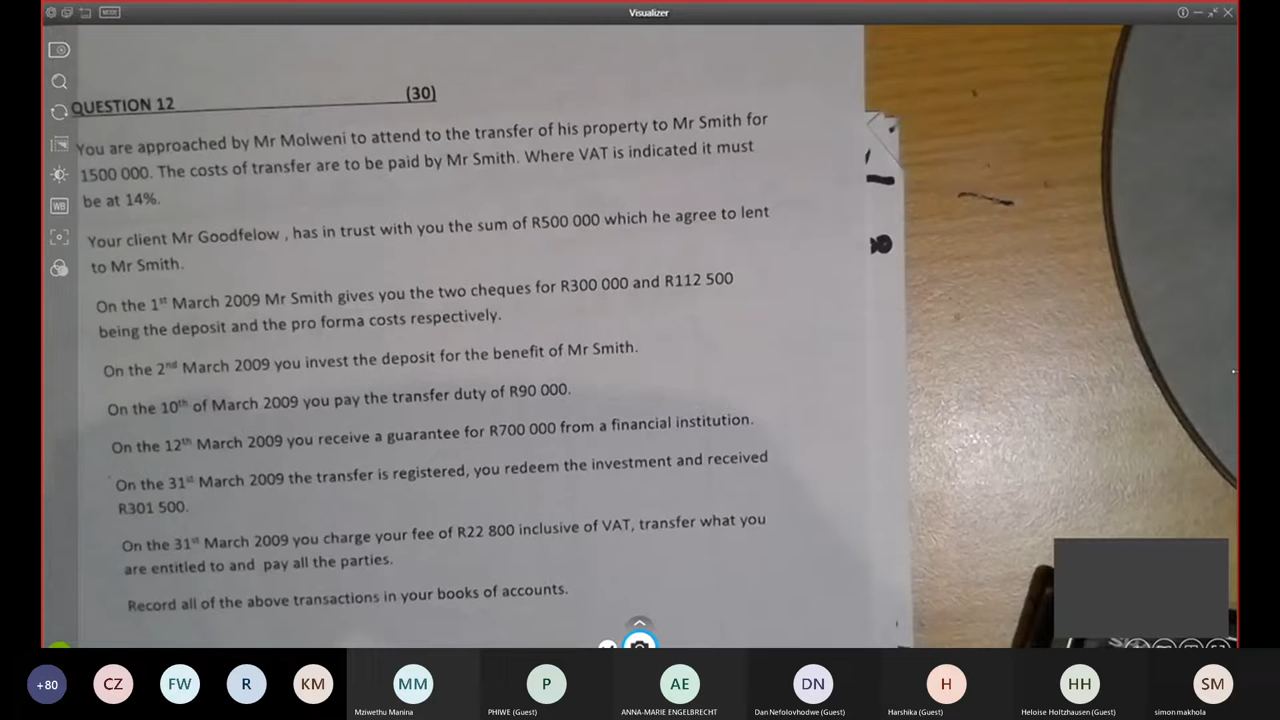 Visualizer
MODE
WB
QUESTION 12 (30)
You are approached by Mr Molweni to attend to the transfer of his property to Mr Smith for
1500 000. The costs of transfer are to be paid by Mr Smith. Where VAT is indicated it must
be at 14%.
Your client Mr Goodfelow , has in trust with you the sum of R500 000 which he agree to lent
to Mr Smith.
On the 1st March 2009 Mr Smith gives you the two cheques for R300 000 and R112 500
being the deposit and the pro forma costs respectively.
On the 2nd March 2009 you invest the deposit for the benefit of Mr Smith.
On the 10th of March 2009 you pay the transfer duty of R90 000.
On the 12th March 2009 you receive a guarantee for R700 000 from a financial institution.
On the 31st March 2009 the transfer is registered, you redeem the investment and received
R301 500.
On the 31st March 2009 you charge your fee of R22 800 inclusive of VAT, transfer what you
are entitled to and pay all the parties.
Record all of the above transactions in your books of accounts.
+80 CZ FW R KM MM P AE DN H HH SM
Mziwethu Manina PHIWE (Guest) ANNA-MARIE ENGELBRECHT Dan Nefolovhodwe (Guest) Harshika (Guest) Heloise Holtzhausen (Guest) simon makhola